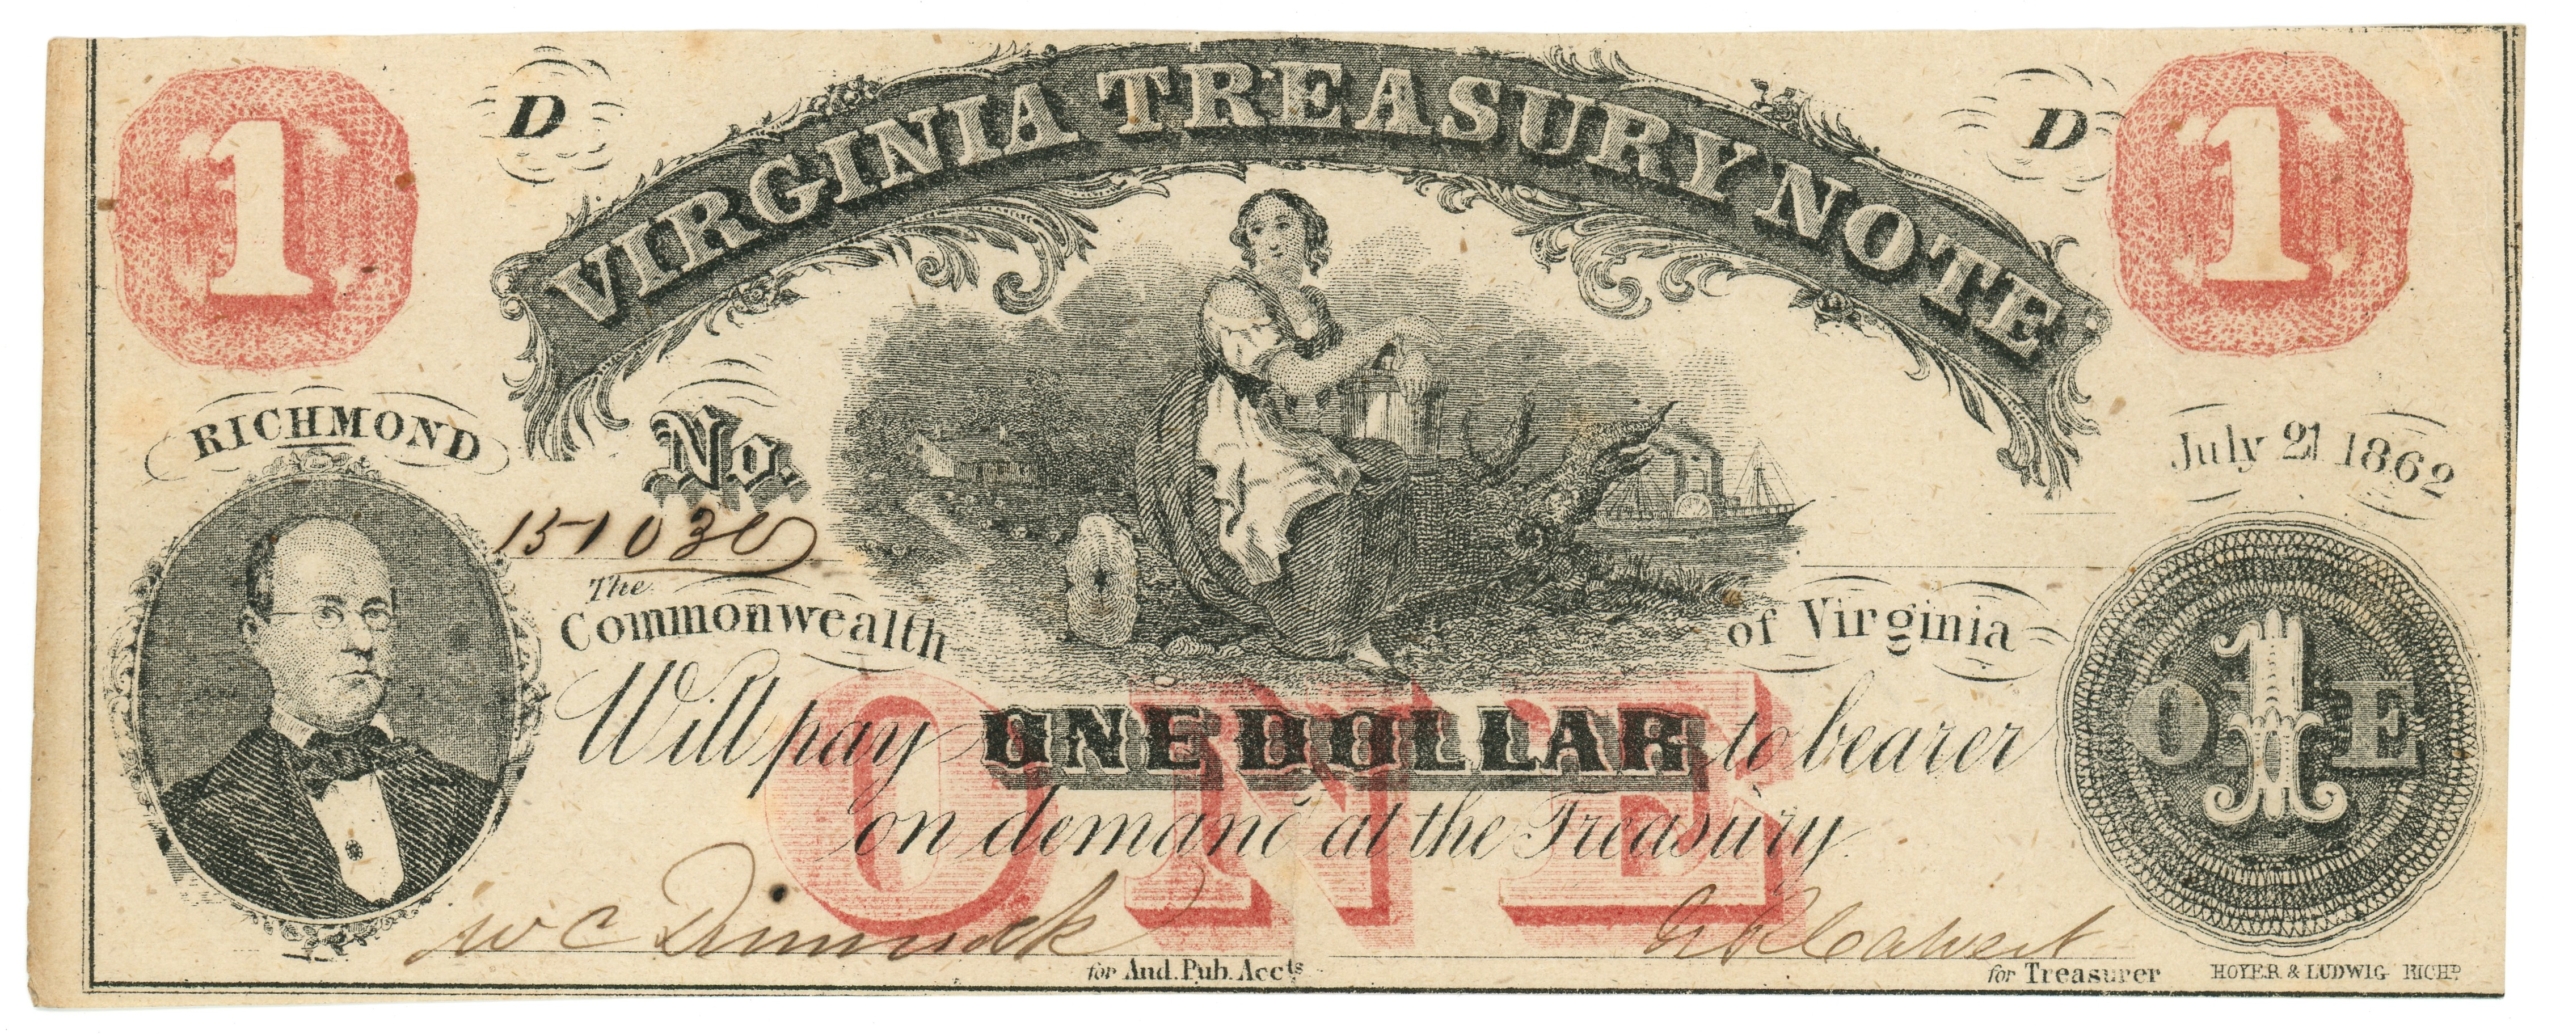 1 D VIRGINIA TREASURY NOTE D 1
RICHMOND
No.
July 21 1862
The
Commonwealth of Virginia
Will pay ONE DOLLAR to bearer
ONE
on demand at the Treasury.
ONE
1
for Aud. Pub. Accts
for Treasurer
HOYER & LUDWIG RICHD